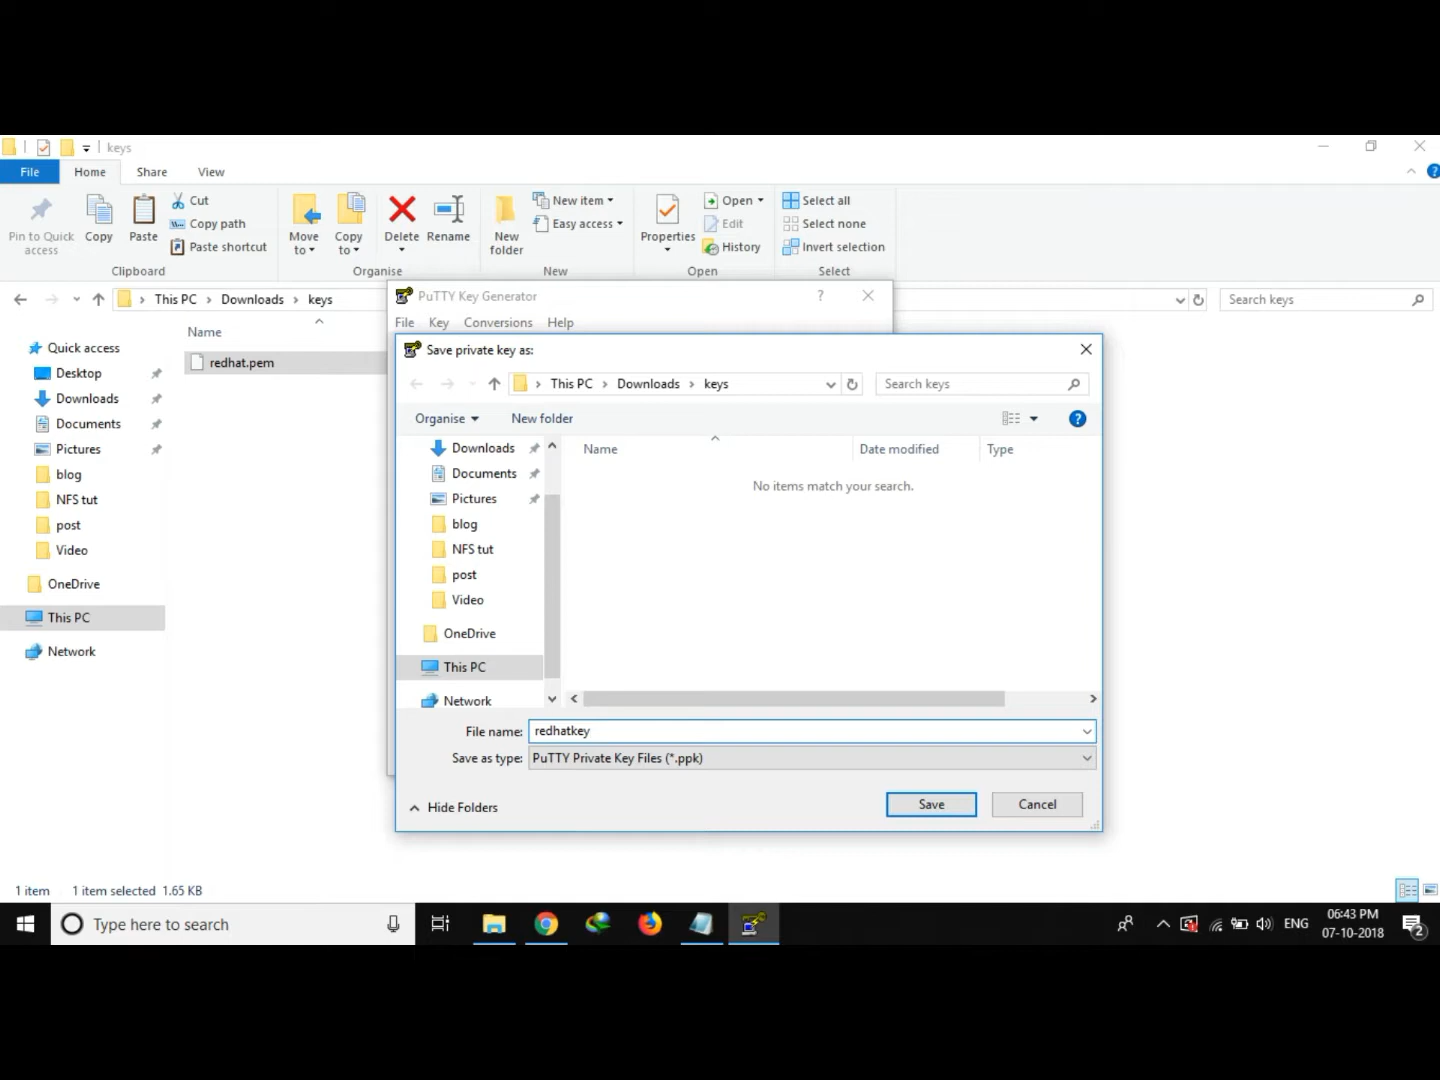 keys
File Home Share View
Pin to Quick access
Copy
Paste
Cut
Copy path
Paste shortcut
Clipboard
Move to
Copy to
Delete
Rename
Organise
New folder
New item
Easy access
New
Properties
Open
Edit
History
Open
Select all
Select none
Invert selection
Select
This PC Downloads keys
Search keys
Quick access
Desktop
Downloads
Documents
Pictures
blog
NFS tut
post
Video
OneDrive
This PC
Network
Name
redhat.pem
PuTTY Key Generator ?
File Key Conversions Help
Save private key as:
This PC Downloads keys
Search keys
Organise New folder
Downloads
Documents
Pictures
blog
NFS tut
post
Video
OneDrive
This PC
Network
Name Date modified Type
No items match your search.
File name: redhatkey
Save as type: PuTTY Private Key Files (*.ppk)
Hide Folders
Save Cancel
1 item 1 item selected 1.65 KB
Type here to search
ENG
06:43 PM
07-10-2018
2